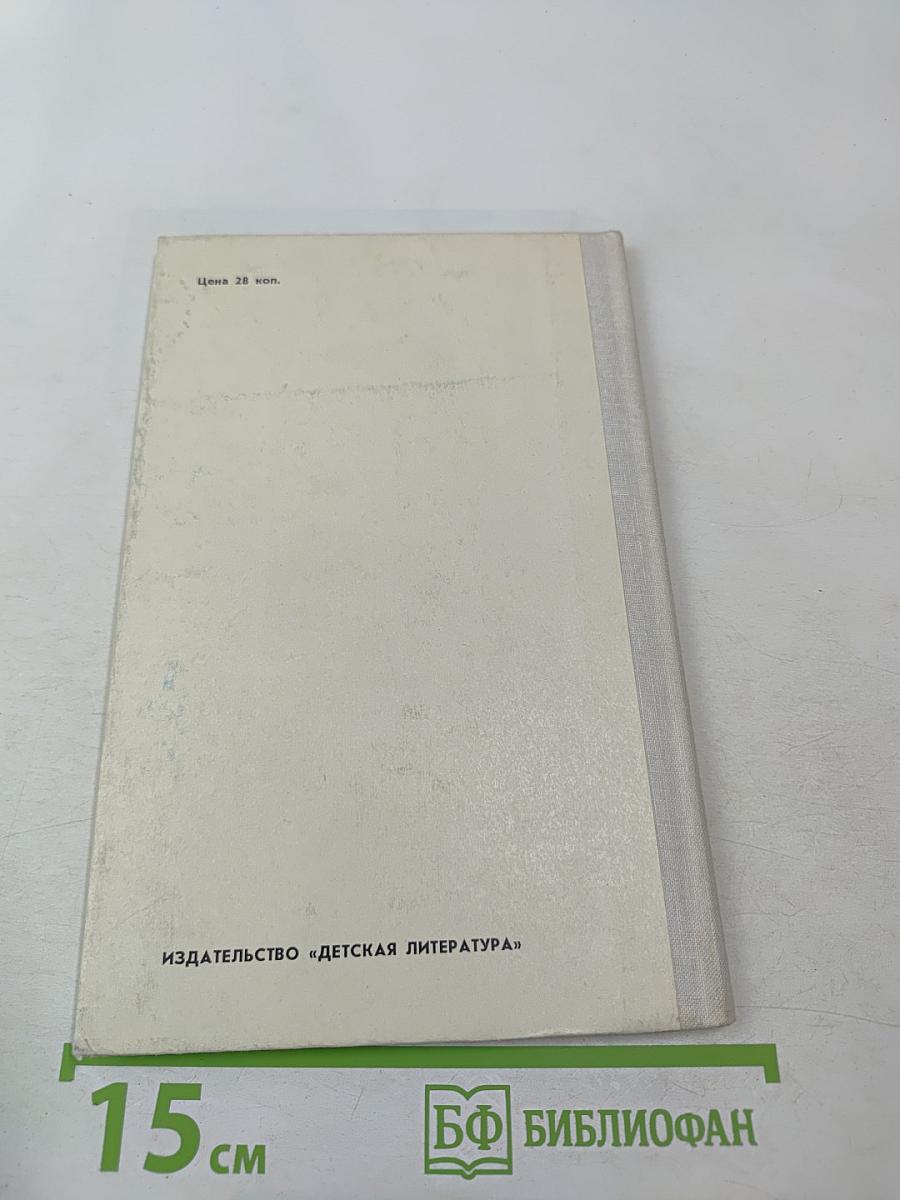 Цена 28 коп.
ИЗДАТЕЛЬСТВО «ДЕТСКАЯ ЛИТЕРАТУРА»
15 см
БФ БИБЛИОФАН